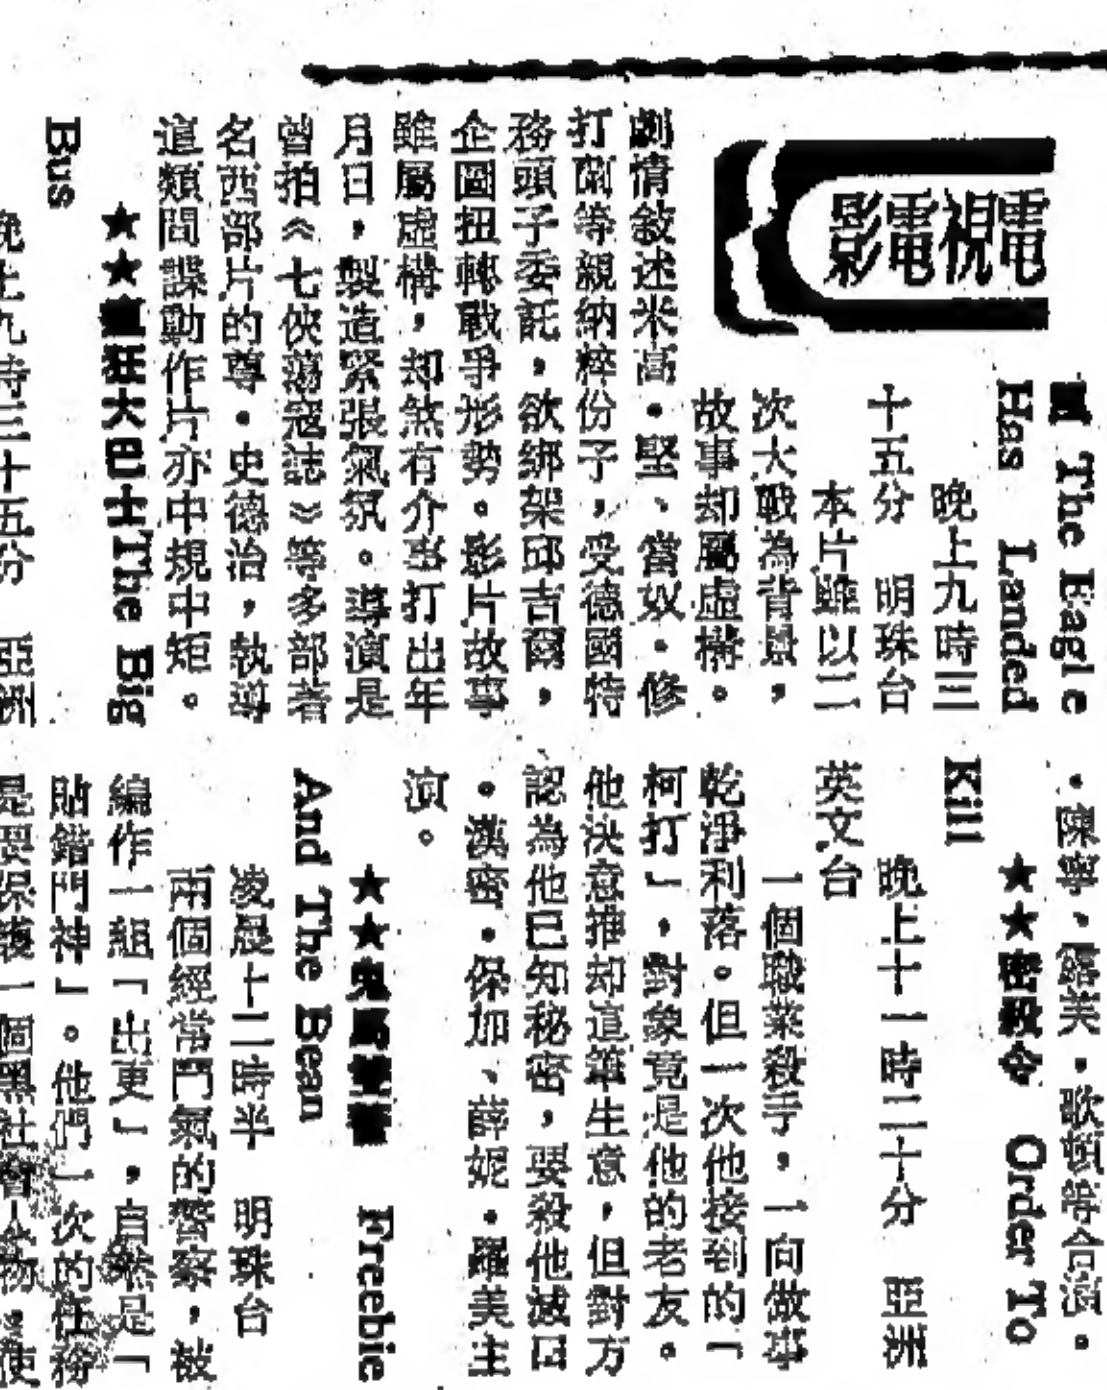 電視電影
The Eagle
Has Landed
晚上九時三
十五分 明珠台
本片雖以二
次大戰為背景,
故事却屬虛構。
劇情敍述米高·堅、當奴·修
打蘭等親納粹份子,受德國特
務頭子委託,欲綁架邱吉爾,
企圖扭轉戰爭形勢。影片故事
雖屬虛構,却煞有介事打出年
月日,製造緊張氣氛。導演是
曾拍《七俠蕩寇誌》等多部著
名西部片的尊·史德治,執導
這類間諜動作片亦中規中矩。
★★狂大巴士The Big
Bus
晚上九時三十五分 亞洲
·陳寧、露美·歌頓等合演。
★★密殺令 Order To
Kill
晚上十一時二十分 亞洲
英文台
一個職業殺手,一向做事
乾淨利落。但一次他接到的「
柯打」,對象竟是他的老友。
他決意推却這單生意,但對方
認為他已知秘密,要殺他滅口
。漢密·保加、薛妮·羅美主
演。
★★ Freebie
And The Bean
凌晨十二時半 明珠台
兩個經常鬥氣的警察,被
編作一組「出更」,自然是「
貼錯門神」。他們一次的任務
是要保護一個黑社會人物,使